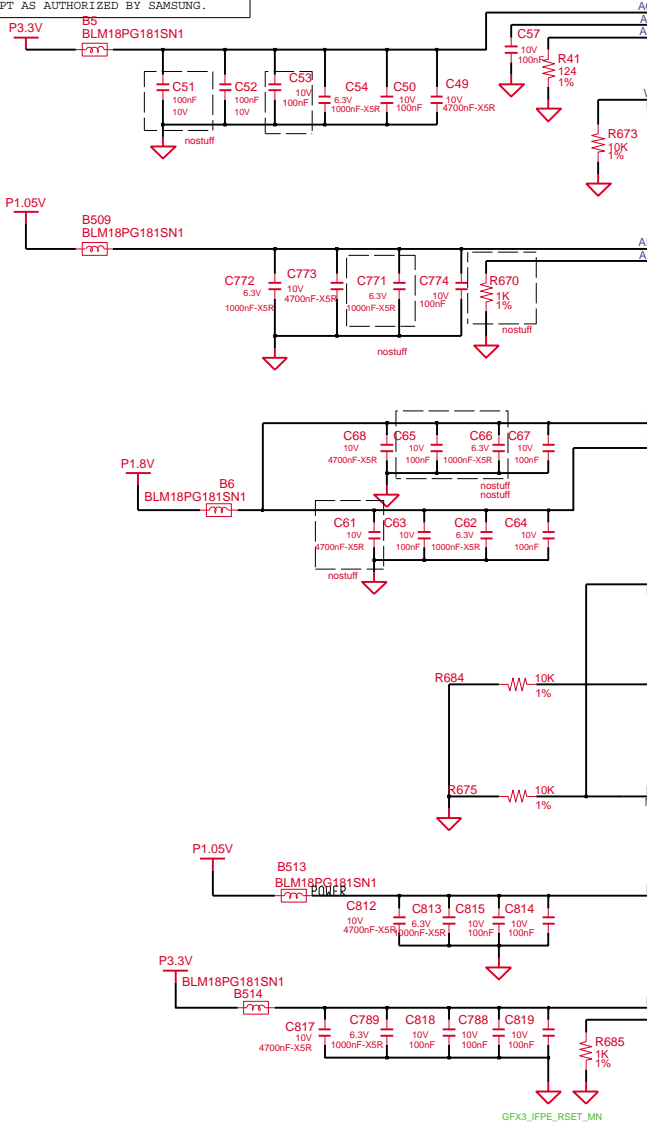 PT AS AUTHORIZED BY SAMSUNG.
P3.3V
B5
BLM18PG181SN1
C51
100nF
10V
C52
100nF
10V
C53
10V
100nF
C54
6.3V
1000nF-X5R
C50
10V
100nF
C49
10V
4700nF-X5R
nostuff
C57
10V
100nF
R41
124
1%
R673
10K
1%
P1.05V
B509
BLM18PG181SN1
C772
6.3V
1000nF-X5R
C773
10V
4700nF-X5R
C771
6.3V
1000nF-X5R
C774
10V
100nF
R670
1K
1%
nostuff
nostuff
P1.8V
B6
BLM18PG181SN1
C68
10V
4700nF-X5R
C65
10V
100nF
C66
6.3V
1000nF-X5R
C67
10V
100nF
nostuff
nostuff
C61
10V
4700nF-X5R
C63
10V
100nF
C62
6.3V
1000nF-X5R
C64
10V
100nF
nostuff
R684
10K
1%
R675
10K
1%
P1.05V
B513
BLM18PG181SN1
POWER
C812
10V
4700nF-X5R
C813
6.3V
1000nF-X5R
C815
10V
100nF
C814
10V
100nF
P3.3V
BLM18PG181SN1
B514
C817
10V
4700nF-X5R
C789
6.3V
1000nF-X5R
C818
10V
100nF
C788
10V
100nF
C819
10V
100nF
R685
1K
1%
GFX3_IFPE_RSET_MN